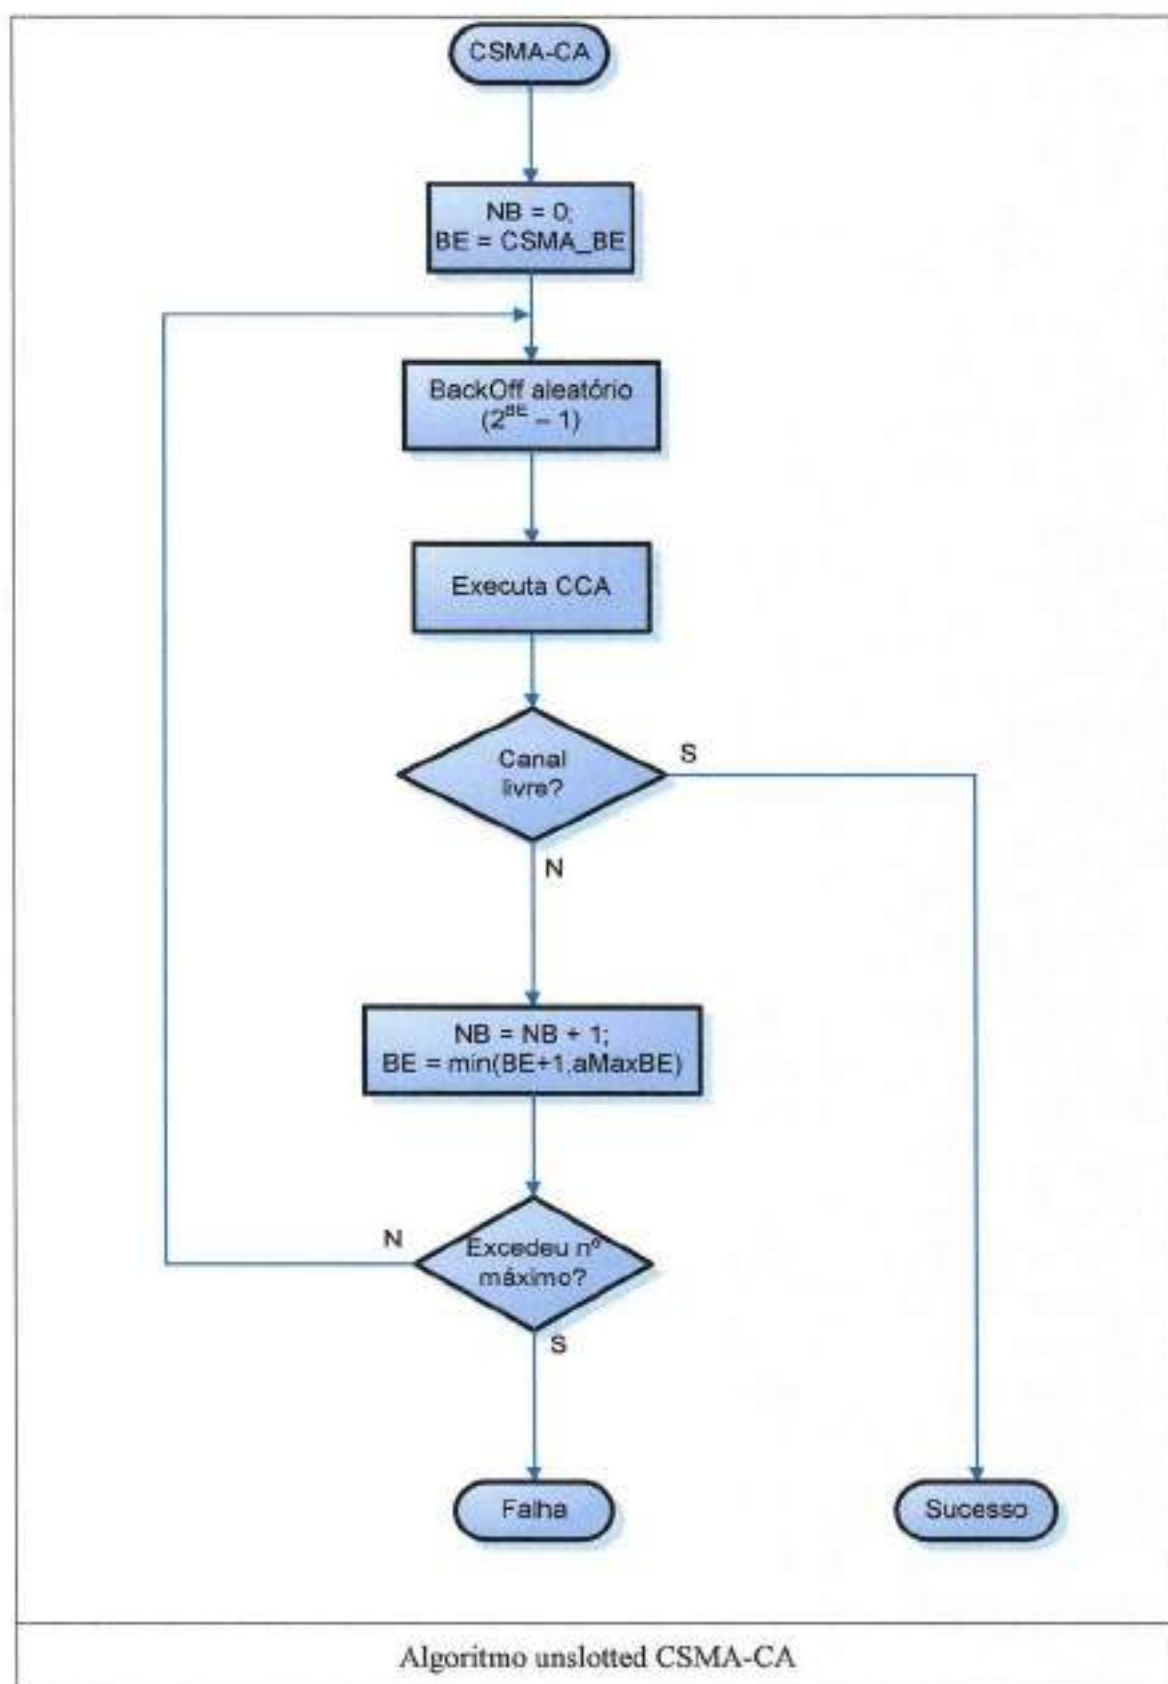 CSMA-CA
NB = 0;
BE = CSMA_BE
BackOff aleatório
(2^BE – 1)
Executa CCA
Canal
livre?
S
N
NB = NB + 1;
BE = min(BE+1.aMaxBE)
N
Excedeu nº
máximo?
S
Falha
Sucesso
Algoritmo unslotted CSMA-CA